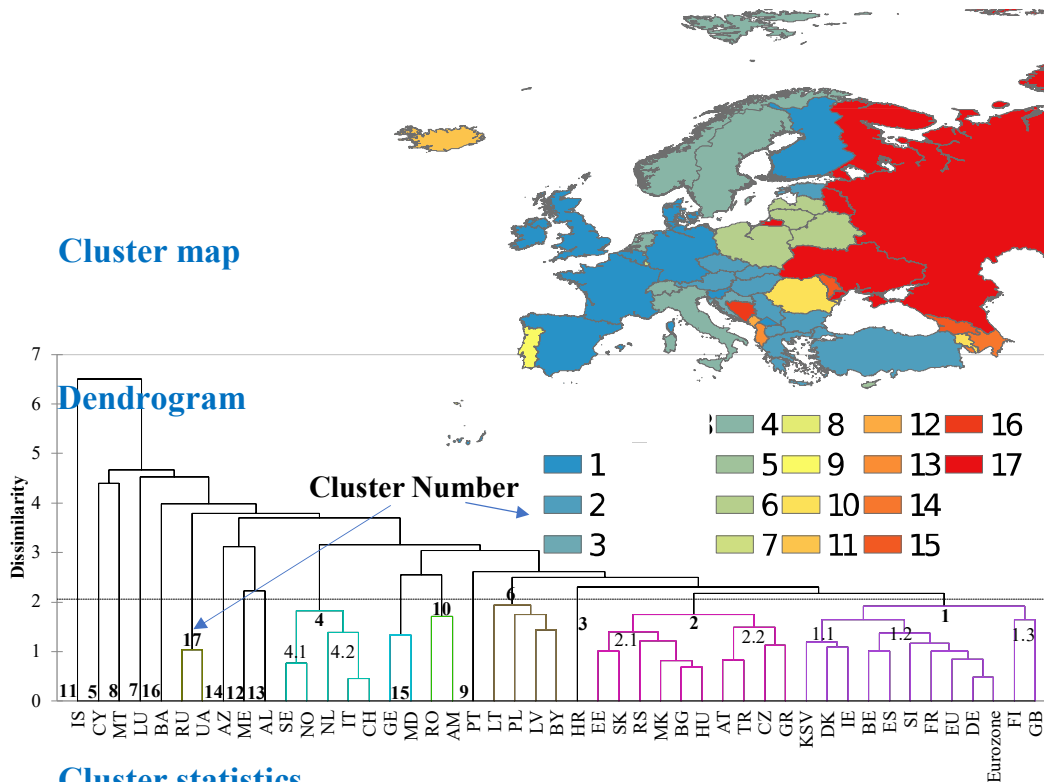 Cluster map
7
Dendrogram
6
5
4
3
2
1
0
Dissimilarity
Cluster Number
4 8 12 16
1 5 9 13 17
2 6 10 14
3 7 11 15
6
10
17
4
3
2
1
4.1
4.2
2.1
2.2
1.1
1.2
1.3
11 5 8 7 16 14 12 13 15 9
IS CY MT LU BA RU UA AZ ME AL SE NO NL IT CH GE MD RO AM PT LT PL LV BY HR EE SK RS MK BG HU AT TR CZ GR KSV DK IE BE ES SI FR EU DE Eurozone FI GB
Cluster statistics